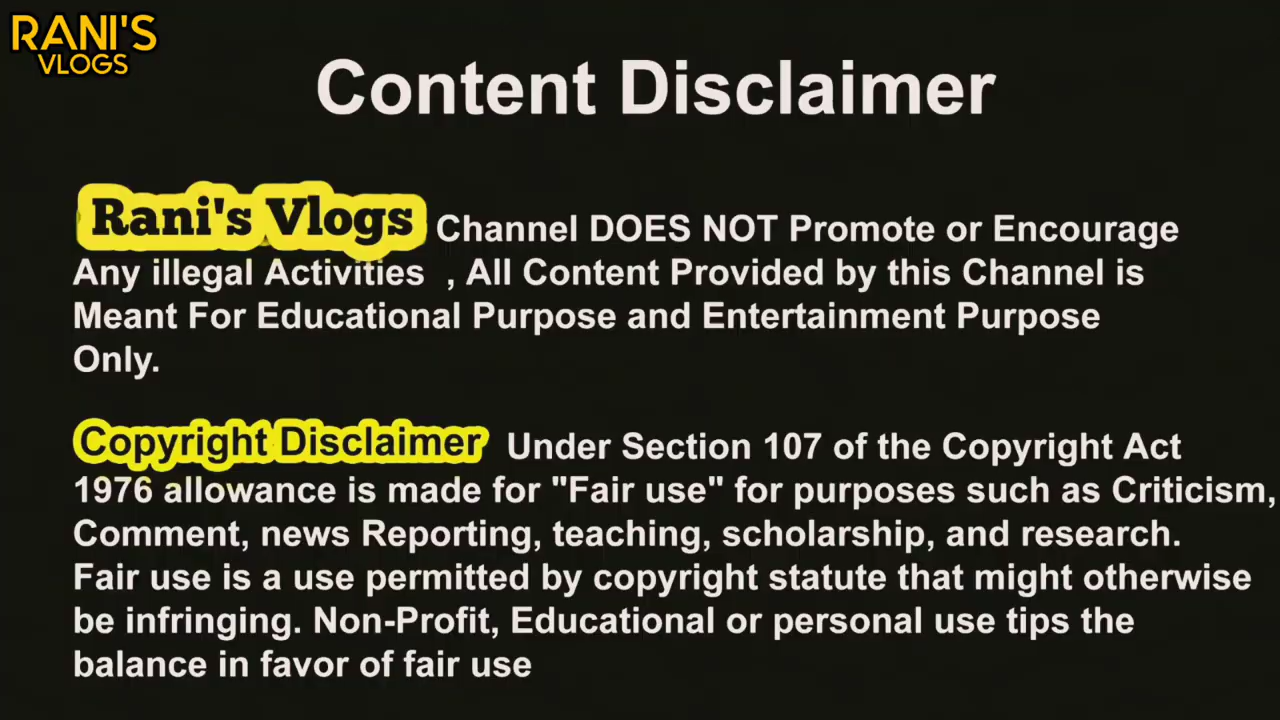 RANI'S
VLOGS
Content Disclaimer
Rani's Vlogs Channel DOES NOT Promote or Encourage
Any illegal Activities , All Content Provided by this Channel is
Meant For Educational Purpose and Entertainment Purpose
Only.
Copyright Disclaimer Under Section 107 of the Copyright Act
1976 allowance is made for "Fair use" for purposes such as Criticism,
Comment, news Reporting, teaching, scholarship, and research.
Fair use is a use permitted by copyright statute that might otherwise
be infringing. Non-Profit, Educational or personal use tips the
balance in favor of fair use